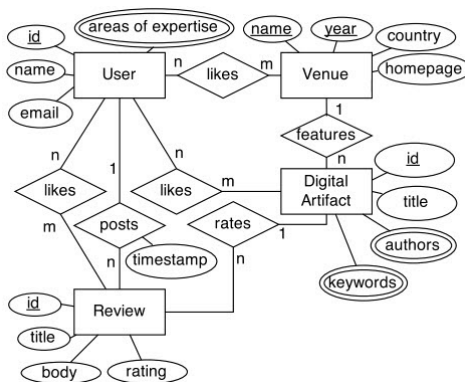 areas of expertise
id
name
year
country
name
User
n
likes
m
Venue
homepage
email
1
features
n
1
n
n
id
likes
likes
m
Digital
Artifact
title
m
posts
rates
1
authors
n
timestamp
n
keywords
id
title
Review
body
rating